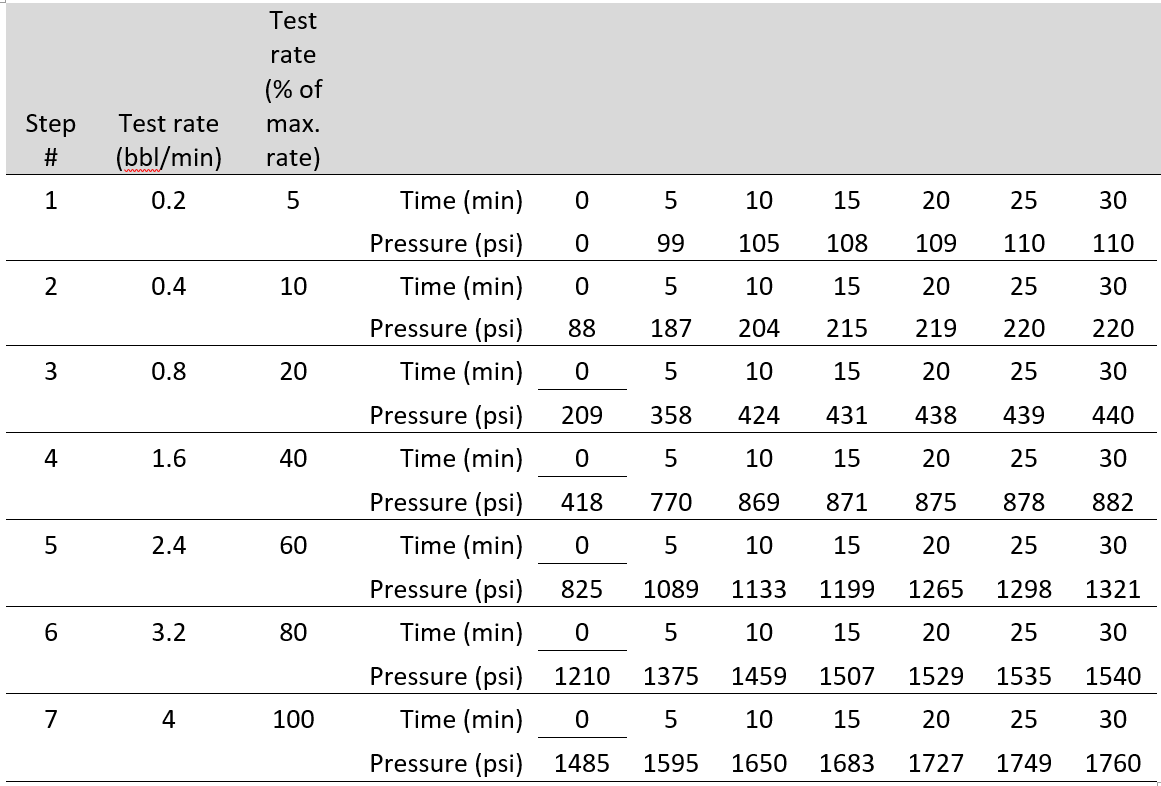 Test
rate
(% of
Step Test rate max.
# (bbl/min) rate)
1 0.2 5 Time (min) 0 5 10 15 20 25 30
Pressure (psi) 0 99 105 108 109 110 110
2 0.4 10 Time (min) 0 5 10 15 20 25 30
Pressure (psi) 88 187 204 215 219 220 220
3 0.8 20 Time (min) 0 5 10 15 20 25 30
Pressure (psi) 209 358 424 431 438 439 440
4 1.6 40 Time (min) 0 5 10 15 20 25 30
Pressure (psi) 418 770 869 871 875 878 882
5 2.4 60 Time (min) 0 5 10 15 20 25 30
Pressure (psi) 825 1089 1133 1199 1265 1298 1321
6 3.2 80 Time (min) 0 5 10 15 20 25 30
Pressure (psi) 1210 1375 1459 1507 1529 1535 1540
7 4 100 Time (min) 0 5 10 15 20 25 30
Pressure (psi) 1485 1595 1650 1683 1727 1749 1760